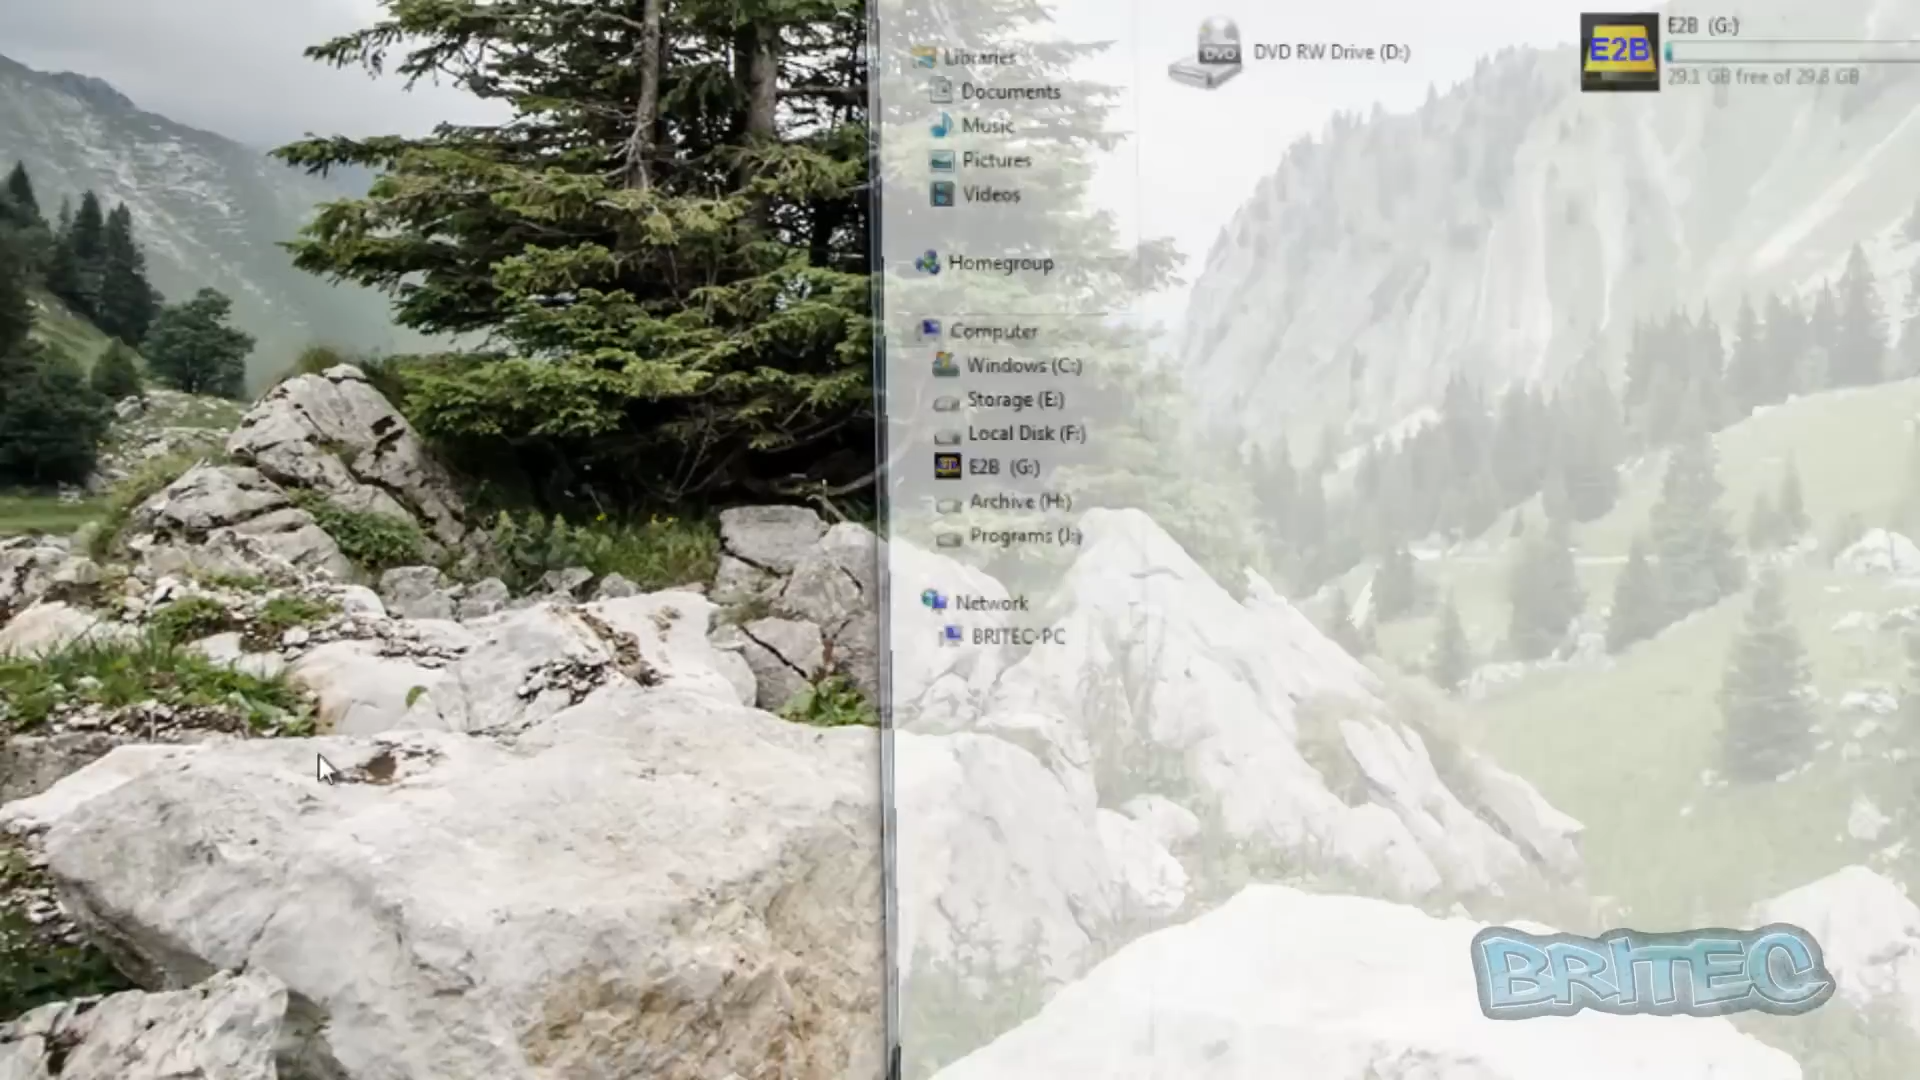 Libraries
Documents
Music
Pictures
Videos
Homegroup
Computer
Windows (C:)
Storage (E:)
Local Disk (F:)
E2B (G:)
Archive (H:)
Programs (J:)
Network
BRITEC-PC
DVD
DVD RW Drive (D:)
E2B
E2B (G:)
29.1 GB free of 29.8 GB
BRITEC